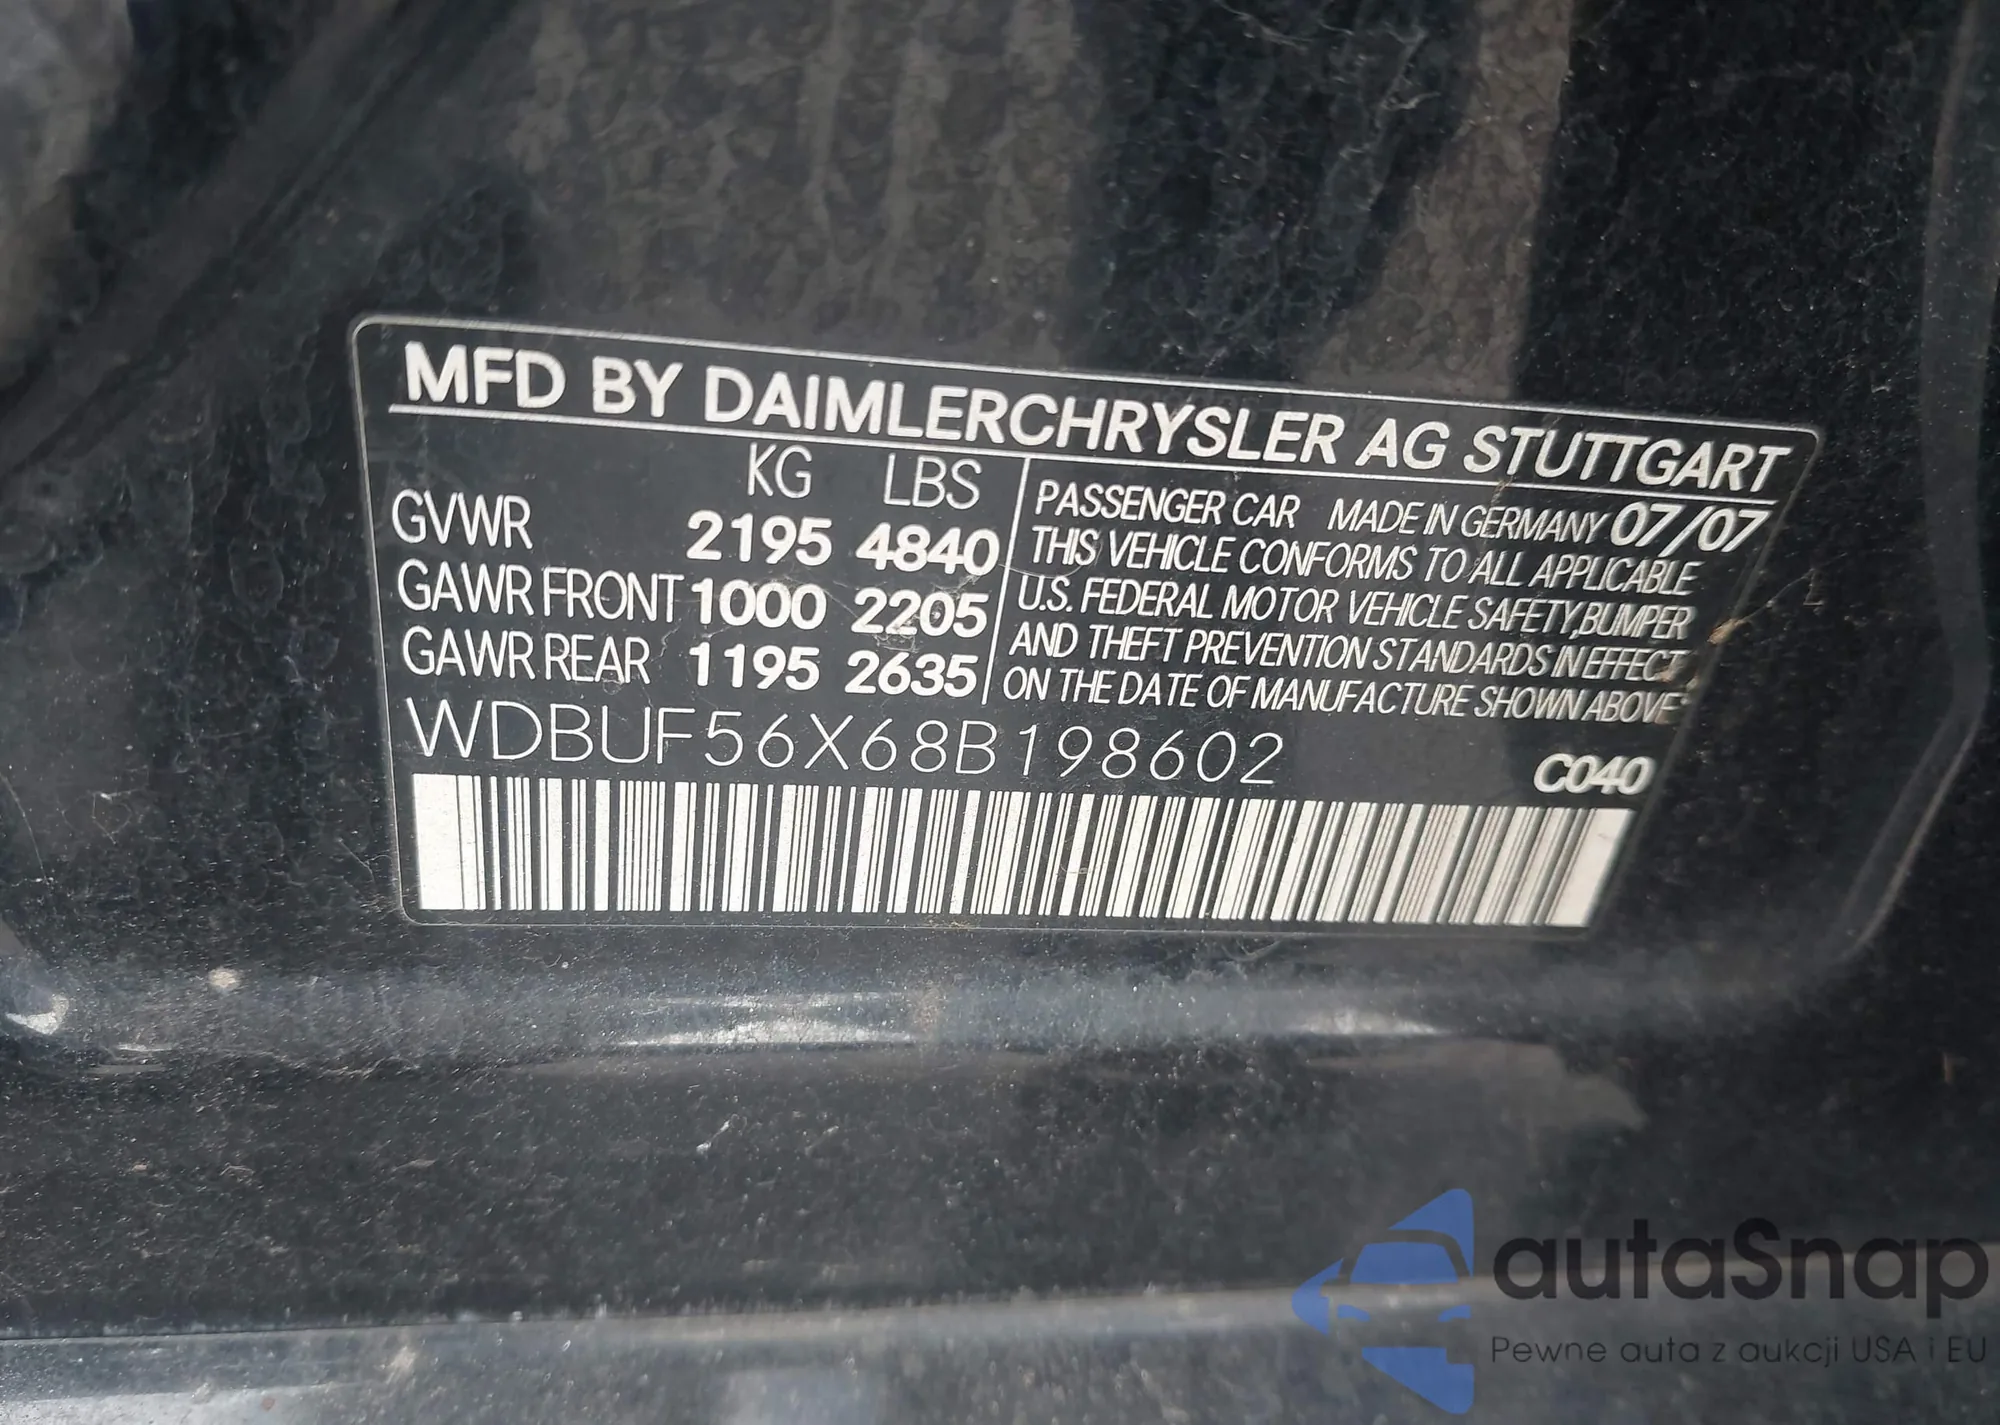 MFD BY DAIMLERCHRYSLER AG STUTTGART
KG LBS
GVWR 2195 4840
GAWR FRONT 1000 2205
GAWR REAR 1195 2635
PASSENGER CAR MADE IN GERMANY 07/07
THIS VEHICLE CONFORMS TO ALL APPLICABLE
U.S. FEDERAL MOTOR VEHICLE SAFETY,BUMPER
AND THEFT PREVENTION STANDARDS IN EFFECT
ON THE DATE OF MANUFACTURE SHOWN ABOVE.
WDBUF56X68B198602
C040
autaSnap
Pewne auta z aukcji USA i EU